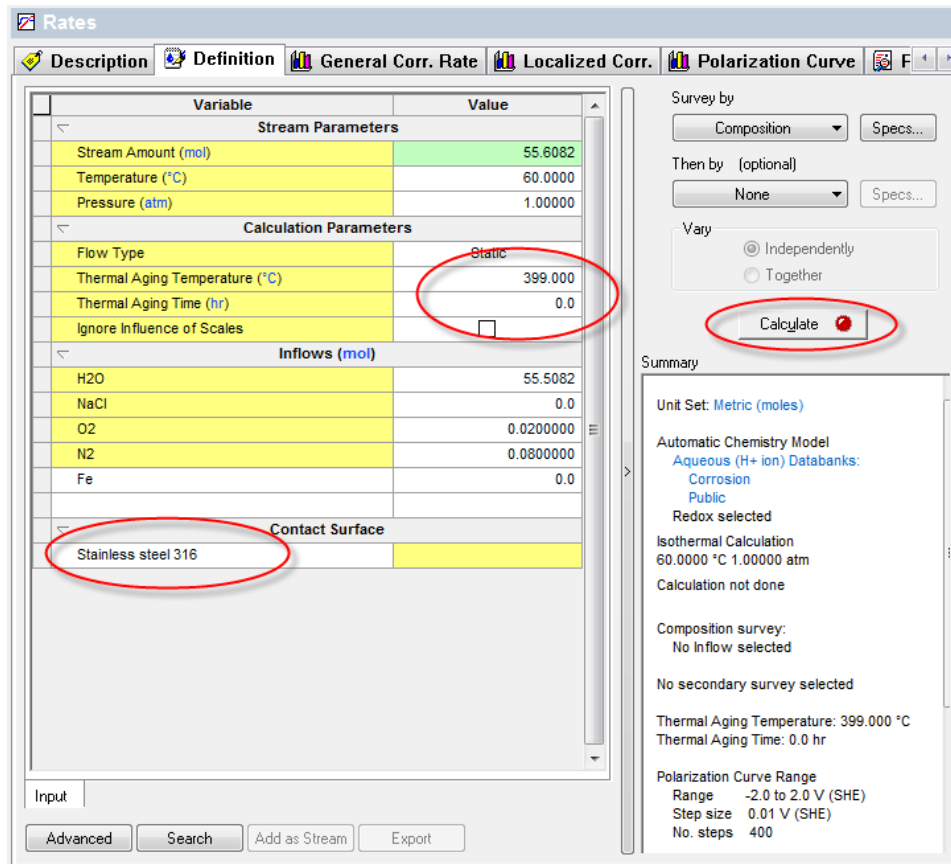 Rates
Description Definition General Corr. Rate Localized Corr. Polarization Curve F
Variable Value
Stream Parameters
Stream Amount (mol) 55.6082
Temperature (°C) 60.0000
Pressure (atm) 1.00000
Calculation Parameters
Flow Type Static
Thermal Aging Temperature (°C) 399.000
Thermal Aging Time (hr) 0.0
Ignore Influence of Scales
Inflows (mol)
H2O 55.5082
NaCl 0.0
O2 0.0200000
N2 0.0800000
Fe 0.0
Contact Surface
Stainless steel 316
Input
Advanced Search Add as Stream Export
Survey by
Composition Specs...
Then by (optional)
None Specs...
Vary
Independently
Together
Calculate
Summary
Unit Set: Metric (moles)
Automatic Chemistry Model
Aqueous (H+ ion) Databanks:
Corrosion
Public
Redox selected
Isothermal Calculation
60.0000 °C 1.00000 atm
Calculation not done
Composition survey:
No Inflow selected
No secondary survey selected
Thermal Aging Temperature: 399.000 °C
Thermal Aging Time: 0.0 hr
Polarization Curve Range
Range -2.0 to 2.0 V (SHE)
Step size 0.01 V (SHE)
No. steps 400